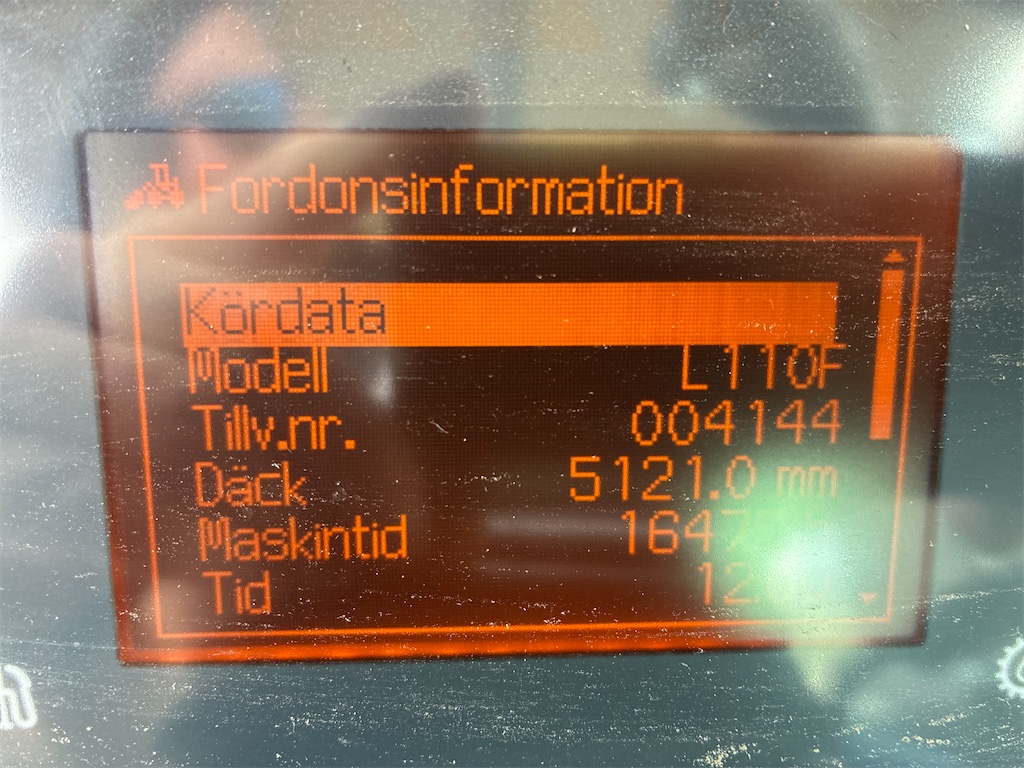 Fordonsinformation
Kördata
Modell L110F
Tillv.nr. 004144
Däck 5121.0 mm
Maskintid
Tid